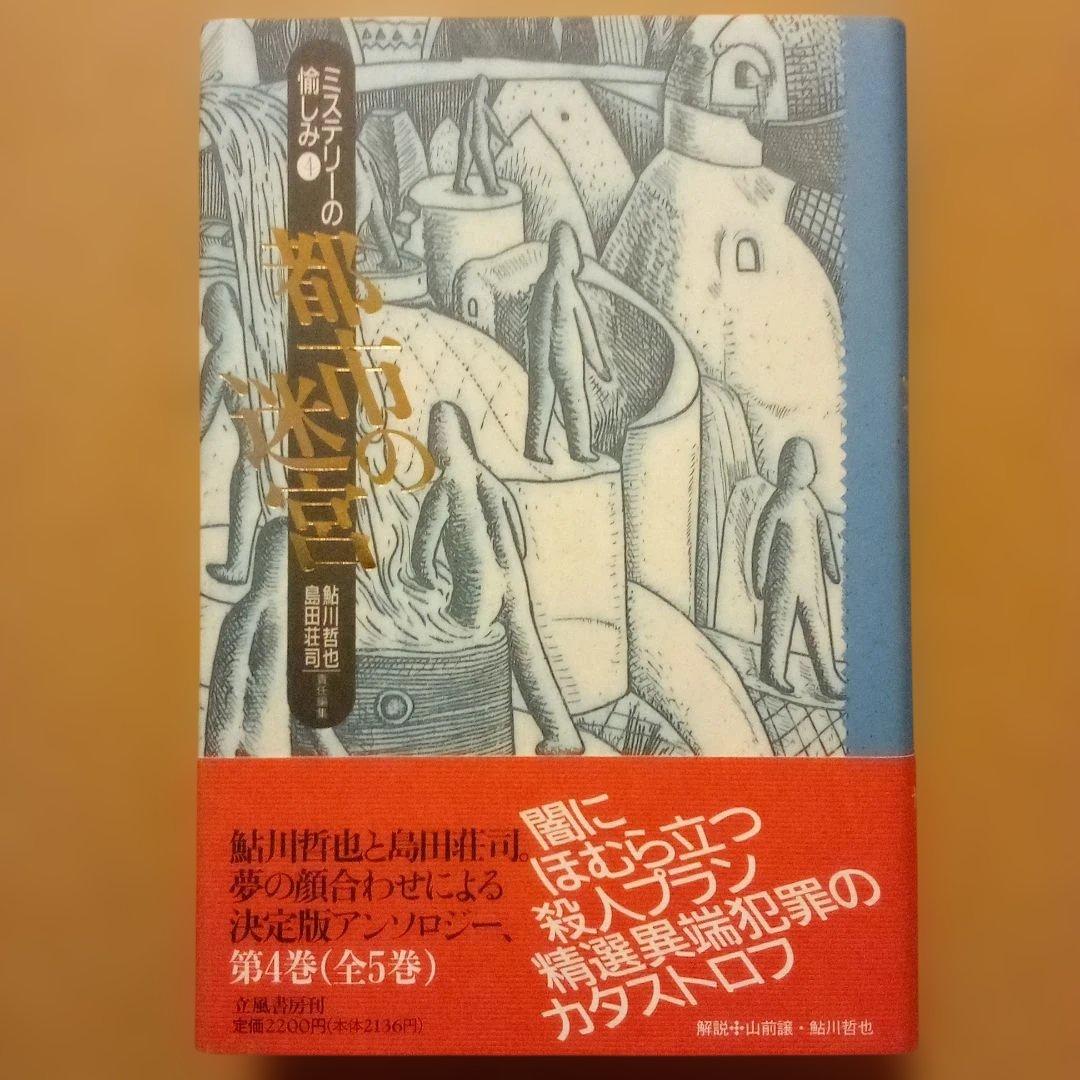 ミステリーの
愉しみ❹
都市の
迷宮
鮎川哲也
島田荘司
責任編集
鮎川哲也と島田荘司。
夢の顔合わせによる
決定版アンソロジー、
第4巻(全5巻)
立風書房刊
定価2200円(本体2136円)
闇に
ほむら立つ
殺人プラン
精選異端犯罪の
カタストロフ
解説✣山前譲・鮎川哲也